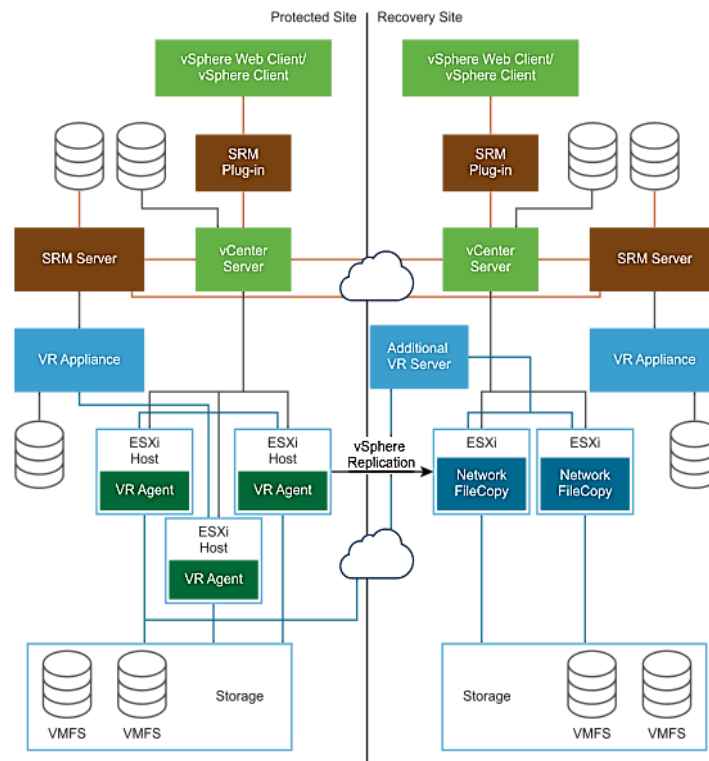 Protected Site
Recovery Site
vSphere Web Client/
vSphere Client
vSphere Web Client/
vSphere Client
SRM
Plug-in
SRM
Plug-in
SRM Server
vCenter
Server
vCenter
Server
SRM Server
VR Appliance
Additional
VR Server
VR Appliance
ESXi
Host
VR Agent
ESXi
Host
VR Agent
vSphere
Replication
ESXi
Network
FileCopy
ESXi
Network
FileCopy
ESXi
Host
VR Agent
Storage
VMFS
VMFS
Storage
VMFS
VMFS